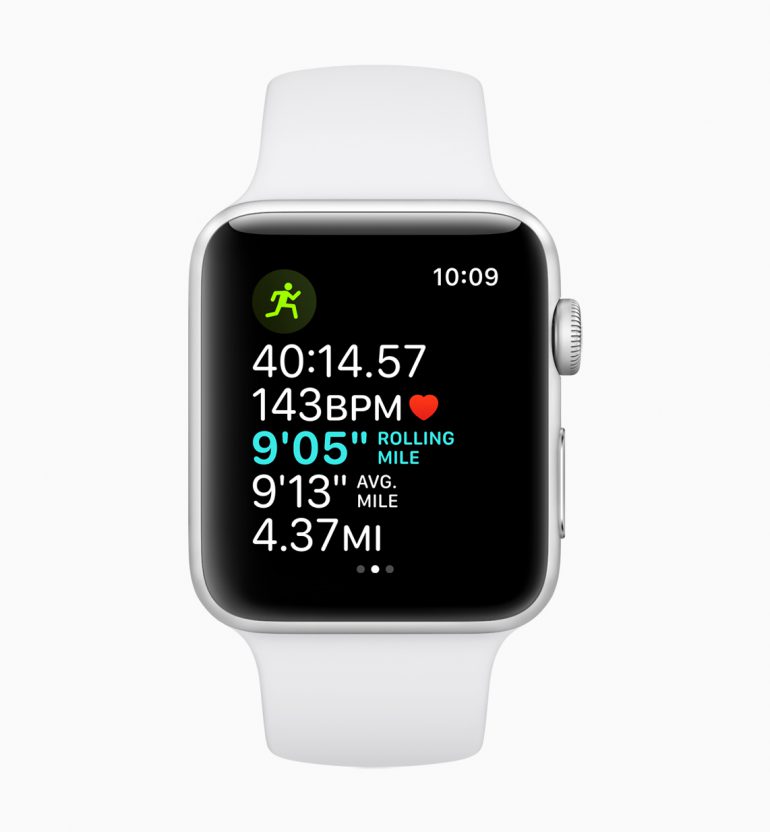 10:09
40:14.57
143BPM
9'05" ROLLING MILE
9'13" AVG. MILE
4.37MI